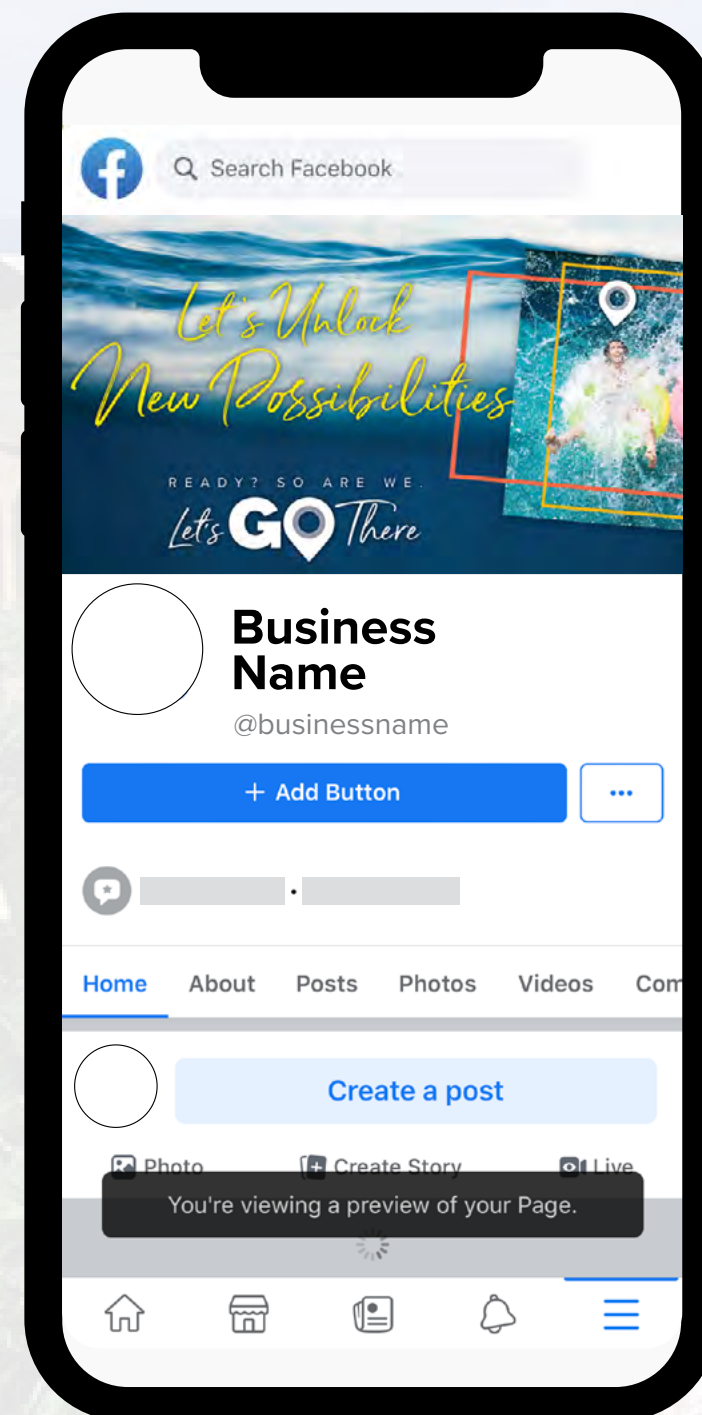 Search Facebook
Let's Unlock
New Possibilities
READY? SO ARE WE.
Let's GO There
Business
Name
@businessname
+ Add Button
Home About Posts Photos Videos Com
Create a post
Photo Create Story Live
You're viewing a preview of your Page.